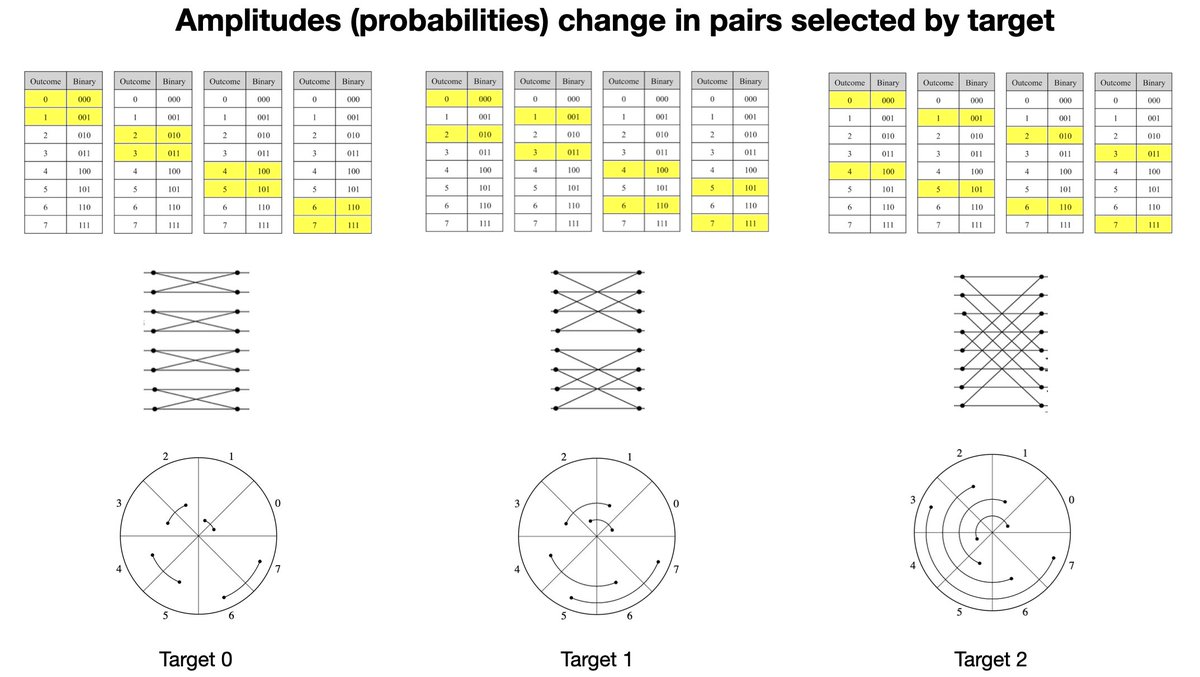 Amplitudes (probabilities) change in pairs selected by target
Outcome Binary Outcome Binary Outcome Binary Outcome Binary Outcome Binary Outcome Binary Outcome Binary Outcome Binary Outcome Binary Outcome Binary Outcome Binary Outcome Binary
0 000 0 000 0 000 0 000 0 000 0 000 0 000 0 000 0 000 0 000 0 000 0 000
1 001 1 001 1 001 1 001 1 001 1 001 1 001 1 001 1 001 1 001 1 001 1 001
2 010 2 010 2 010 2 010 2 010 2 010 2 010 2 010 2 010 2 010 2 010 2 010
3 011 3 011 3 011 3 011 3 011 3 011 3 011 3 011 3 011 3 011 3 011 3 011
4 100 4 100 4 100 4 100 4 100 4 100 4 100 4 100 4 100 4 100 4 100 4 100
5 101 5 101 5 101 5 101 5 101 5 101 5 101 5 101 5 101 5 101 5 101 5 101
6 110 6 110 6 110 6 110 6 110 6 110 6 110 6 110 6 110 6 110 6 110 6 110
7 111 7 111 7 111 7 111 7 111 7 111 7 111 7 111 7 111 7 111 7 111 7 111
2 1 2 1 2 1
3 0 3 0 3 0
4 7 4 7 4 7
5 6 5 6 5 6
Target 0 Target 1 Target 2